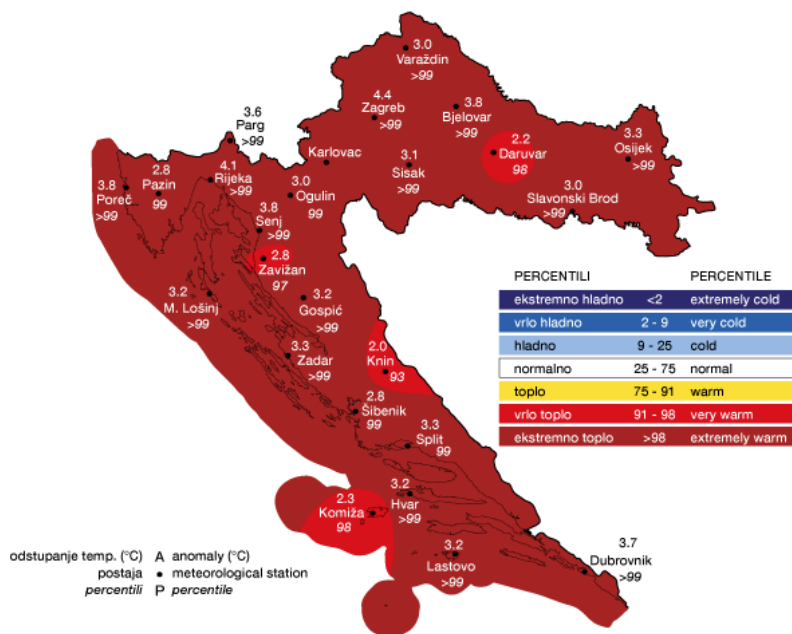 3.0
Varaždin
>99
4.4
Zagreb
>99
3.8
Bjelovar
>99
3.6
Parg
>99
2.2
Daruvar
98
3.3
Osijek
>99
Karlovac
3.1
Sisak
>99
4.1
Rijeka
>99
2.8
Pazin
99
3.8
Poreč
>99
3.0
Ogulin
99
3.0
Slavonski Brod
>99
3.8
Senj
>99
2.8
Zavižan
97
3.2
M. Lošinj
>99
3.2
Gospić
>99
3.3
Zadar
>99
2.0
Knin
93
2.8
Šibenik
99
3.3
Split
99
3.2
Hvar
>99
2.3
Komiža
98
3.2
Lastovo
>99
3.7
Dubrovnik
>99
PERCENTILI PERCENTILE
ekstremno hladno <2 extremely cold
vrlo hladno 2 - 9 very cold
hladno 9 - 25 cold
normalno 25 - 75 normal
toplo 75 - 91 warm
vrlo toplo 91 - 98 very warm
ekstremno toplo >98 extremely warm
odstupanje temp. (°C) A anomaly (°C)
postaja • meteorological station
percentili P percentile